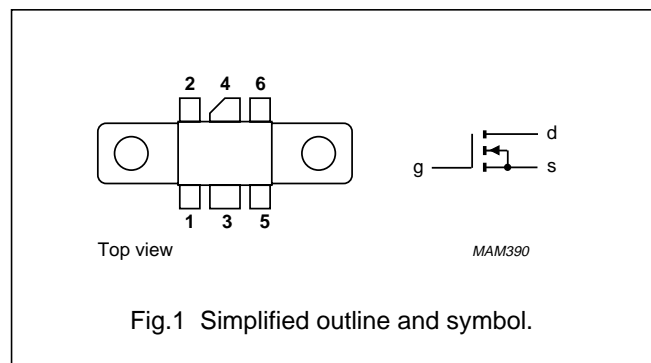 2 4 6
1 3 5
g
d
s
Top view
MAM390
Fig.1 Simplified outline and symbol.